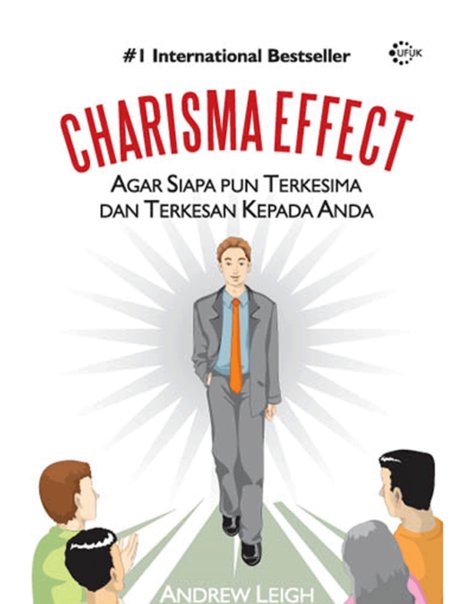 #1 International Bestseller
UFUK
CHARISMA EFFECT
AGAR SIAPA PUN TERKESIMA
DAN TERKESAN KEPADA ANDA
ANDREW LEIGH